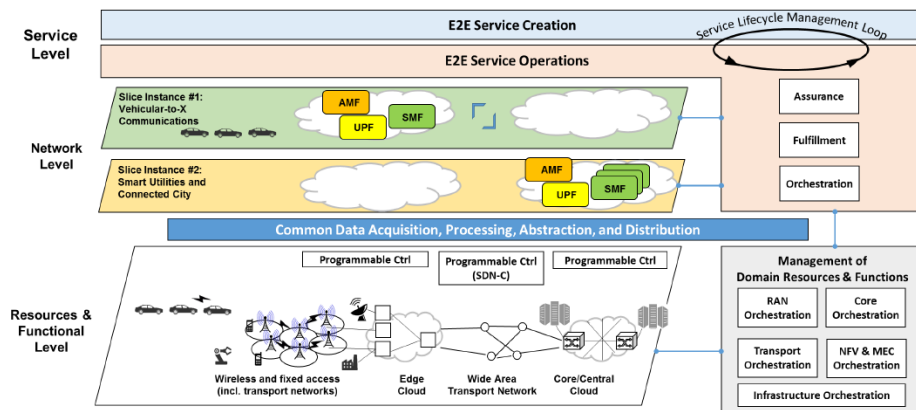 E2E Service Creation
Service Lifecycle Management Loop
Service
Level
E2E Service Operations
Slice Instance #1:
Vehicular-to-X
Communications
AMF
SMF
UPF
Assurance
Fulfillment
Orchestration
Network
Level
Slice Instance #2:
Smart Utilities and
Connected City
AMF
UPF
SMF
Common Data Acquisition, Processing, Abstraction, and Distribution
Programmable Ctrl
Programmable Ctrl
(SDN-C)
Programmable Ctrl
Management of
Domain Resources & Functions
RAN
Orchestration
Core
Orchestration
Transport
Orchestration
NFV & MEC
Orchestration
Infrastructure Orchestration
Resources &
Functional
Level
Wireless and fixed access
(incl. transport networks)
Edge
Cloud
Wide Area
Transport Network
Core/Central
Cloud